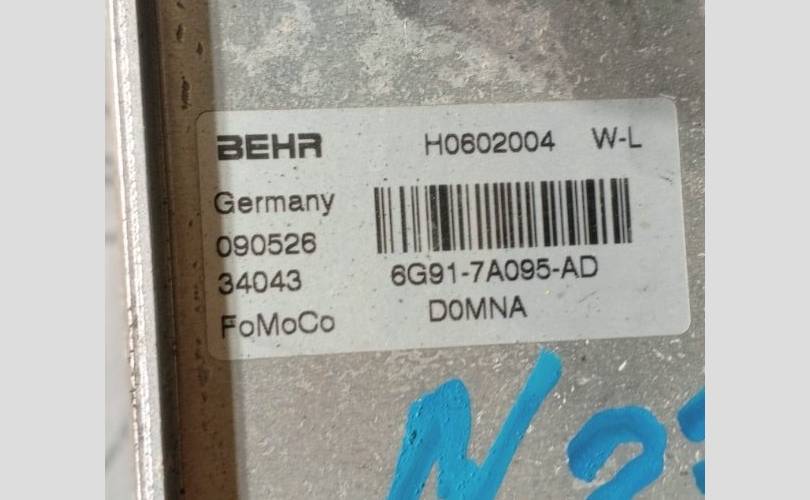 BEHR H0602004 W-L
Germany
090526
34043 6G91-7A095-AD
FoMoCo D0MNA